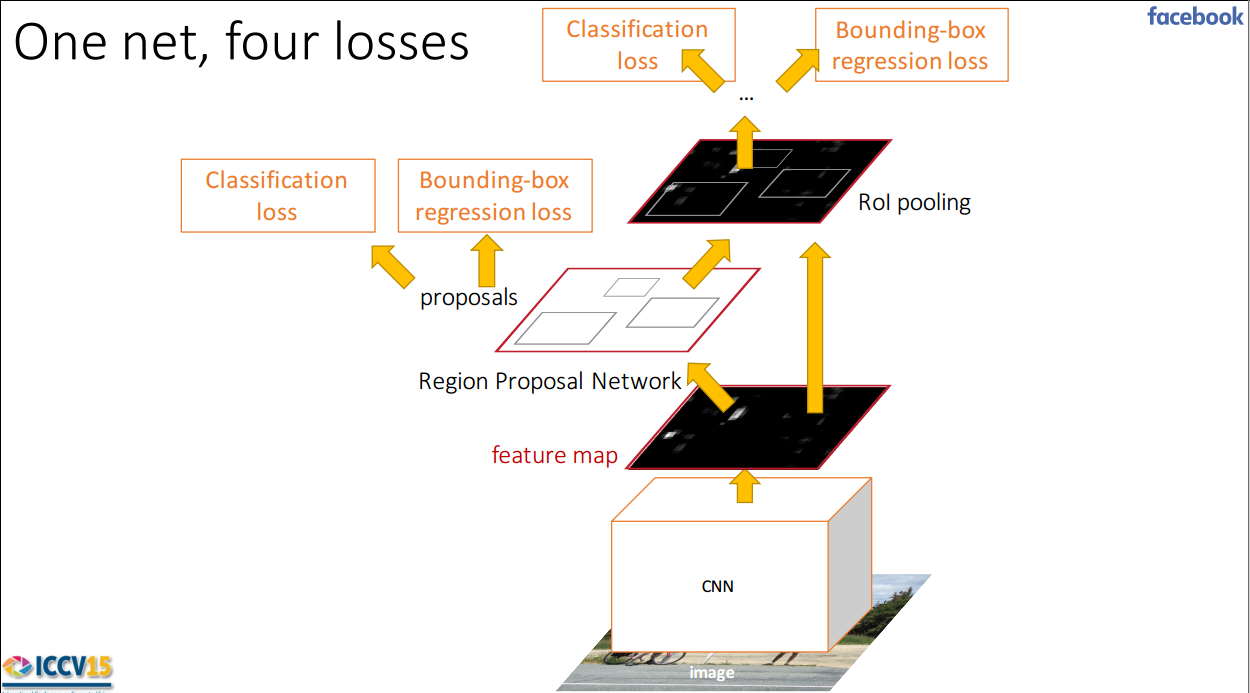 One net, four losses
facebook
Classification
loss
Bounding-box
regression loss
...
Classification
loss
Bounding-box
regression loss
RoI pooling
proposals
Region Proposal Network
feature map
CNN
image
ICCV15